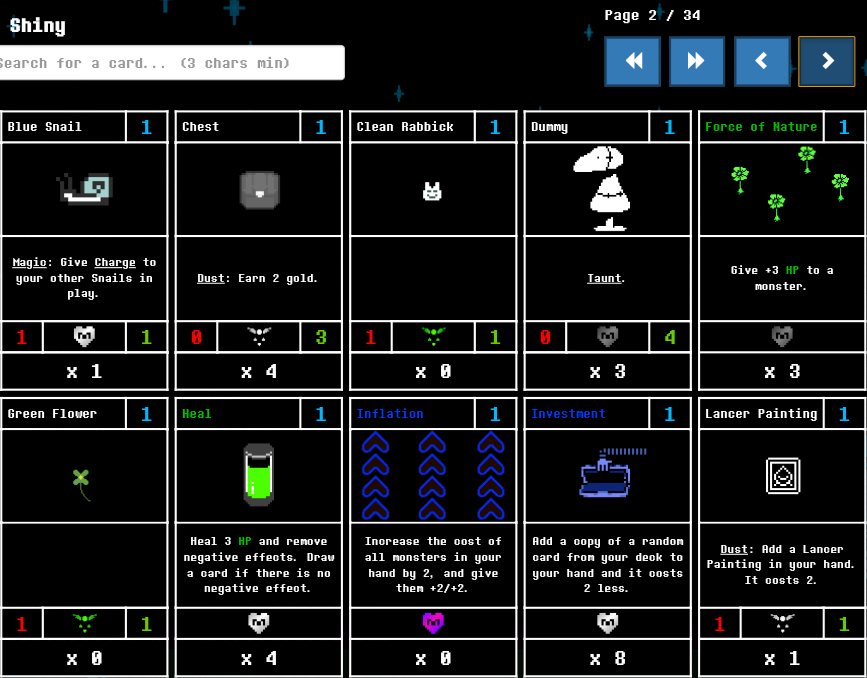 Shiny
Page 2 / 34
Search for a card... (3 chars min)
Blue Snail 1
Magic: Give Charge to
your other Snails in
play.
1 1
x 1
Chest 1
Dust: Earn 2 gold.
0 3
x 4
Clean Rabbick 1
1 1
x 0
Dummy 1
Taunt.
0 4
x 3
Force of Nature 1
Give +3 HP to a
monster.
x 3
Green Flower 1
1 1
x 0
Heal 1
Heal 3 HP and remove
negative effects. Draw
a card if there is no
negative effect.
x 4
Inflation 1
Increase the cost of
all monsters in your
hand by 2, and give
them +2/+2.
x 0
Investment 1
Add a copy of a random
card from your deck to
your hand and it costs
2 less.
x 8
Lancer Painting 1
Dust: Add a Lancer
Painting in your hand.
It costs 2.
1 1
x 1